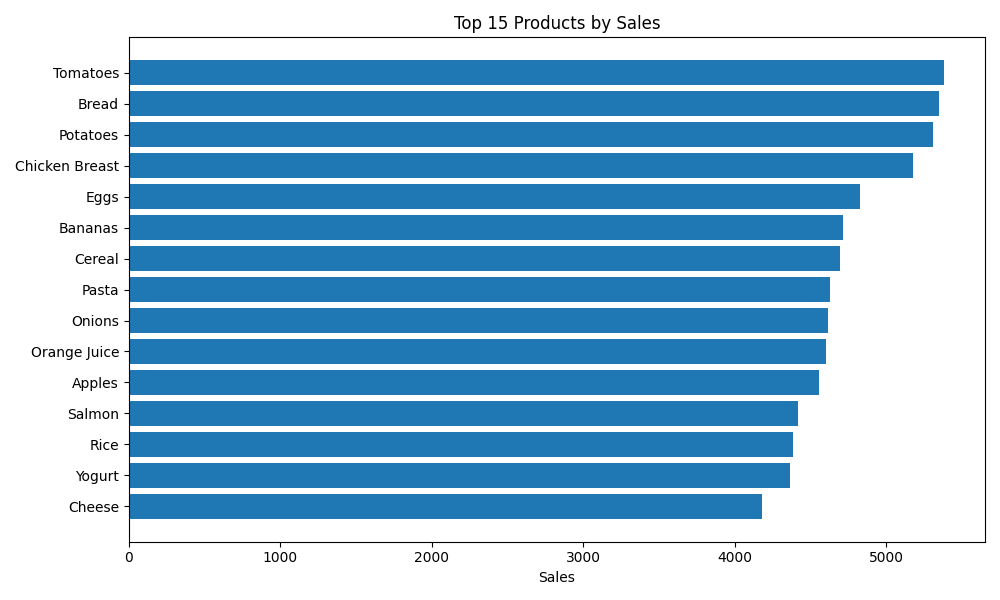 Top 15 Products by Sales
Tomatoes
Bread
Potatoes
Chicken Breast
Eggs
Bananas
Cereal
Pasta
Onions
Orange Juice
Apples
Salmon
Rice
Yogurt
Cheese
0 1000 2000 3000 4000 5000
Sales